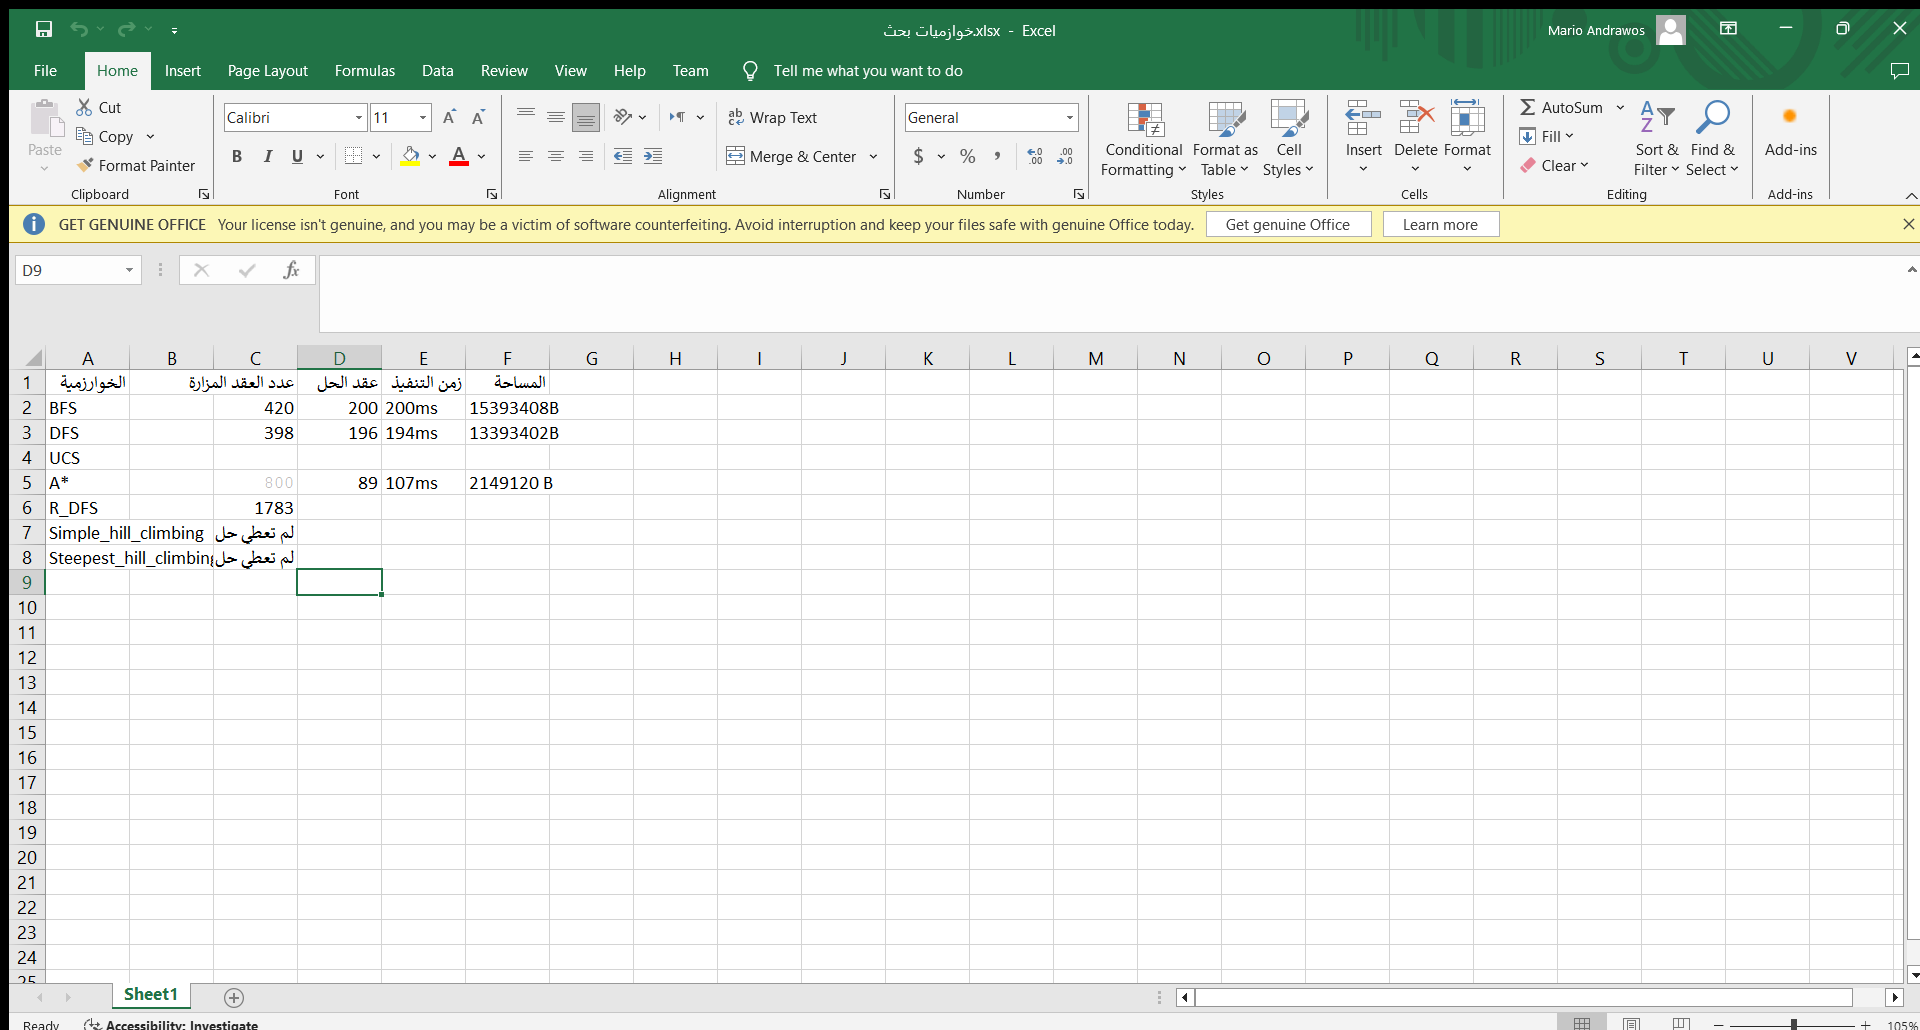 خوازميات بحث.xlsx - Excel
Mario Andrawos
File Home Insert Page Layout Formulas Data Review View Help Team Tell me what you want to do
Paste
Cut
Copy
Format Painter
Clipboard
Calibri 11
B I U A
Font
ab Wrap Text
Merge & Center
Alignment
General
$ % ,
Number
Conditional Formatting
Format as Table
Cell Styles
Styles
Insert Delete Format
Cells
AutoSum
Fill
Clear
Sort & Filter
Find & Select
Editing
Add-ins
Add-ins
GET GENUINE OFFICE Your license isn't genuine, and you may be a victim of software counterfeiting. Avoid interruption and keep your files safe with genuine Office today. Get genuine Office Learn more
D9 fx
A B C D E F G H I J K L M N O P Q R S T U V
1 الخوارزمية عدد العقد المزارة عقد الحل زمن التنفيذ المساحة
2 BFS 420 200 200ms 15393408B
3 DFS 398 196 194ms 13393402B
4 UCS
5 A* 800 89 107ms 2149120 B
6 R_DFS 1783
7 Simple_hill_climbing لم تعطي حل
8 Steepest_hill_climbing لم تعطي حل
9
10
11
12
13
14
15
16
17
18
19
20
21
22
23
24
25
Sheet1
Ready Accessibility: Investigate 105%